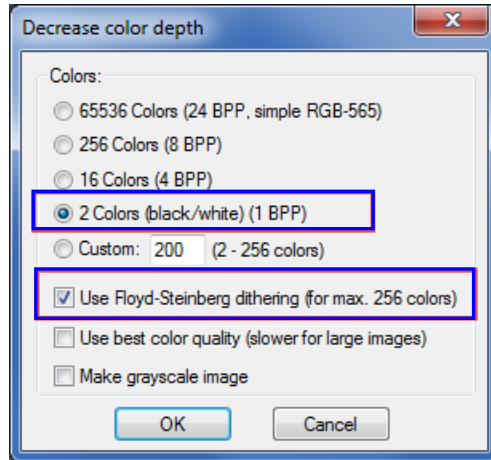 Decrease color depth
Colors:
65536 Colors (24 BPP, simple RGB-565)
256 Colors (8 BPP)
16 Colors (4 BPP)
2 Colors (black/white) (1 BPP)
Custom: 200 (2 - 256 colors)
Use Floyd-Steinberg dithering (for max. 256 colors)
Use best color quality (slower for large images)
Make grayscale image
OK Cancel